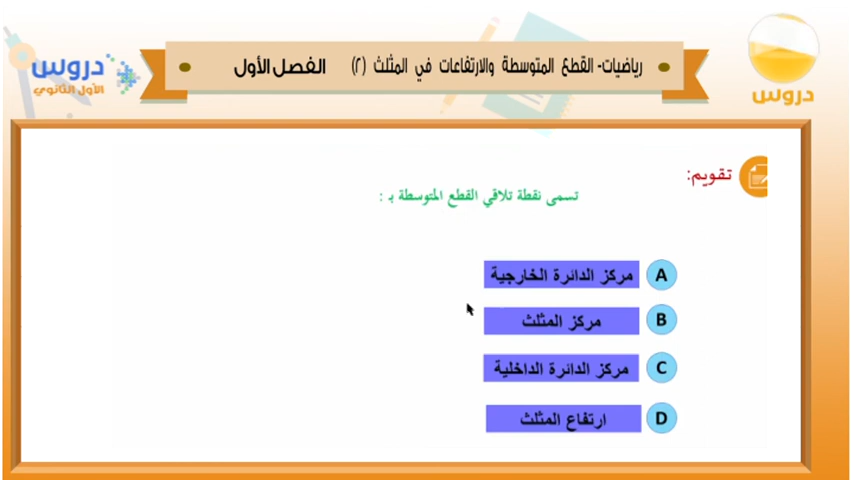 دروس
الأول الثانوي
رياضيات- القطع المتوسطة والارتفاعات في المثلث (٢) الفصل الأول
دروس
تقويم:
تسمى نقطة تلاقي القطع المتوسطة بـ :
A مركز الدائرة الخارجية
B مركز المثلث
C مركز الدائرة الداخلية
D ارتفاع المثلث